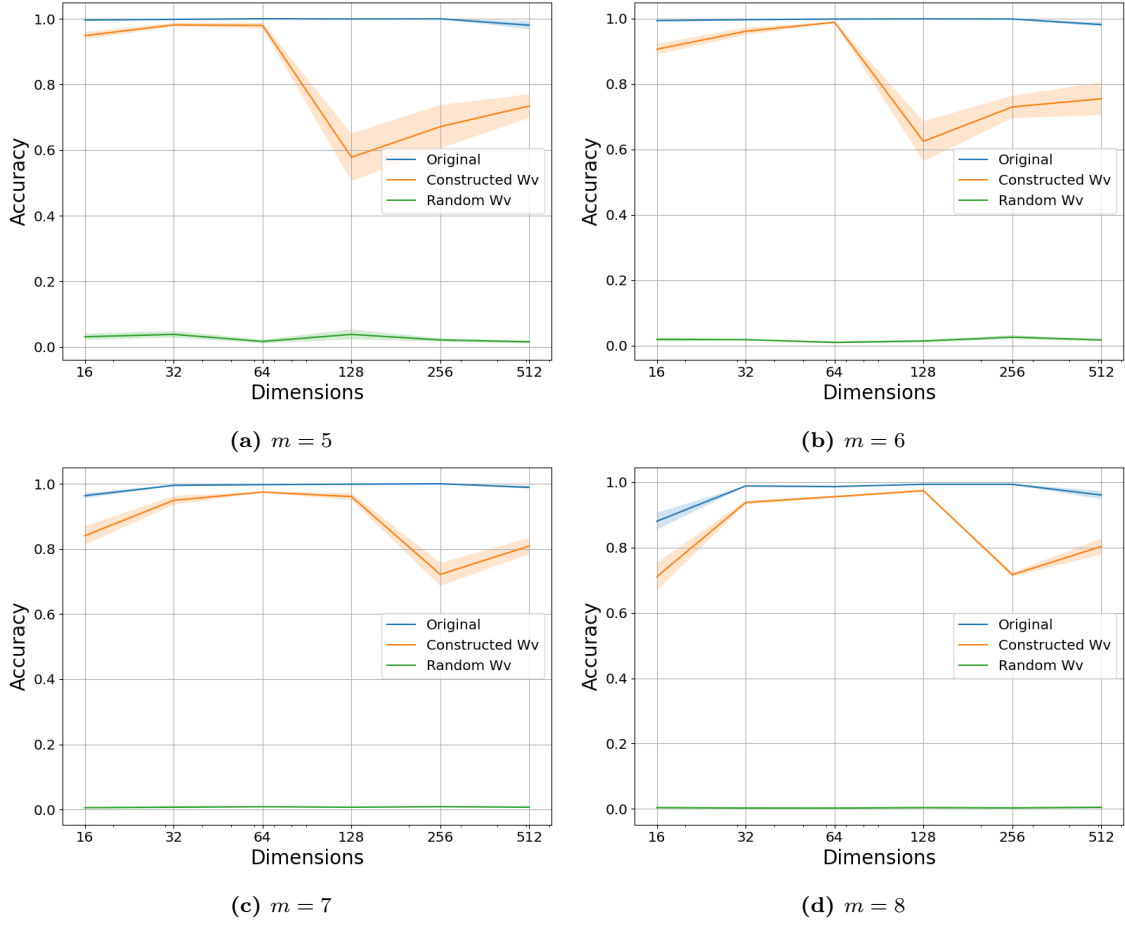 1.0
0.8
0.6
0.4
0.2
0.0
Accuracy
Original
Constructed Wv
Random Wv
16 32 64 128 256 512
Dimensions
(a) m = 5
1.0
0.8
0.6
0.4
0.2
0.0
Accuracy
Original
Constructed Wv
Random Wv
16 32 64 128 256 512
Dimensions
(b) m = 6
1.0
0.8
0.6
0.4
0.2
0.0
Accuracy
Original
Constructed Wv
Random Wv
16 32 64 128 256 512
Dimensions
(c) m = 7
1.0
0.8
0.6
0.4
0.2
0.0
Accuracy
Original
Constructed Wv
Random Wv
16 32 64 128 256 512
Dimensions
(d) m = 8